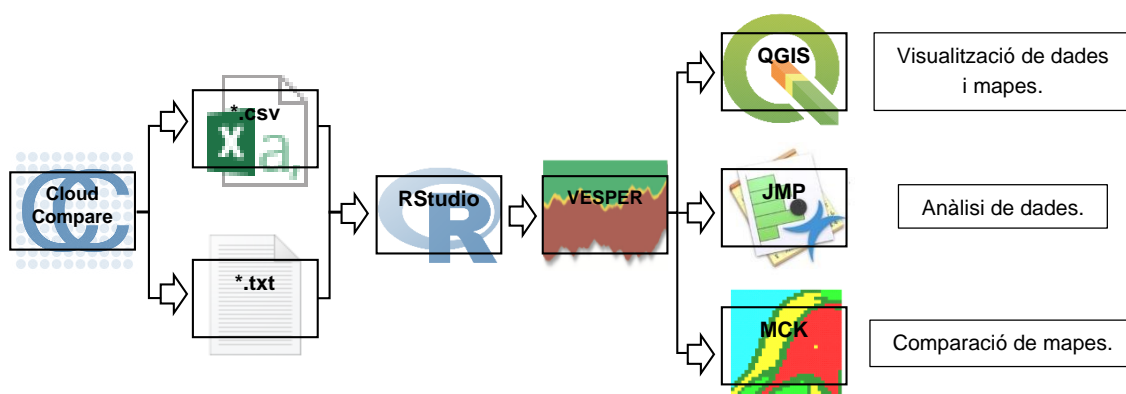 Cloud
Compare
*.csv
*.txt
RStudio
VESPER
QGIS
Visualització de dades
i mapes.
JMP
Anàlisi de dades.
MCK
Comparació de mapes.